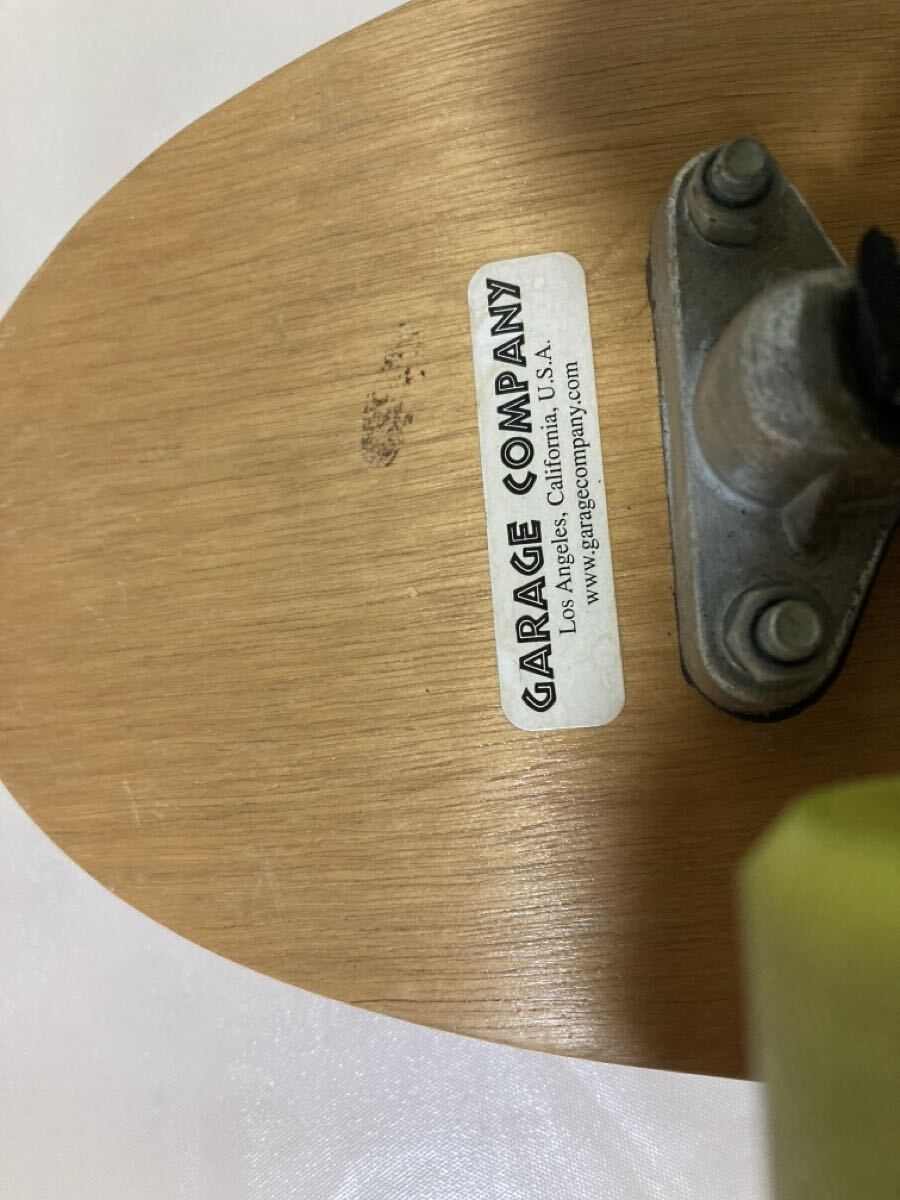 GARAGE COMPANY
Los Angeles, California, U.S.A.
www.garagecompany.com